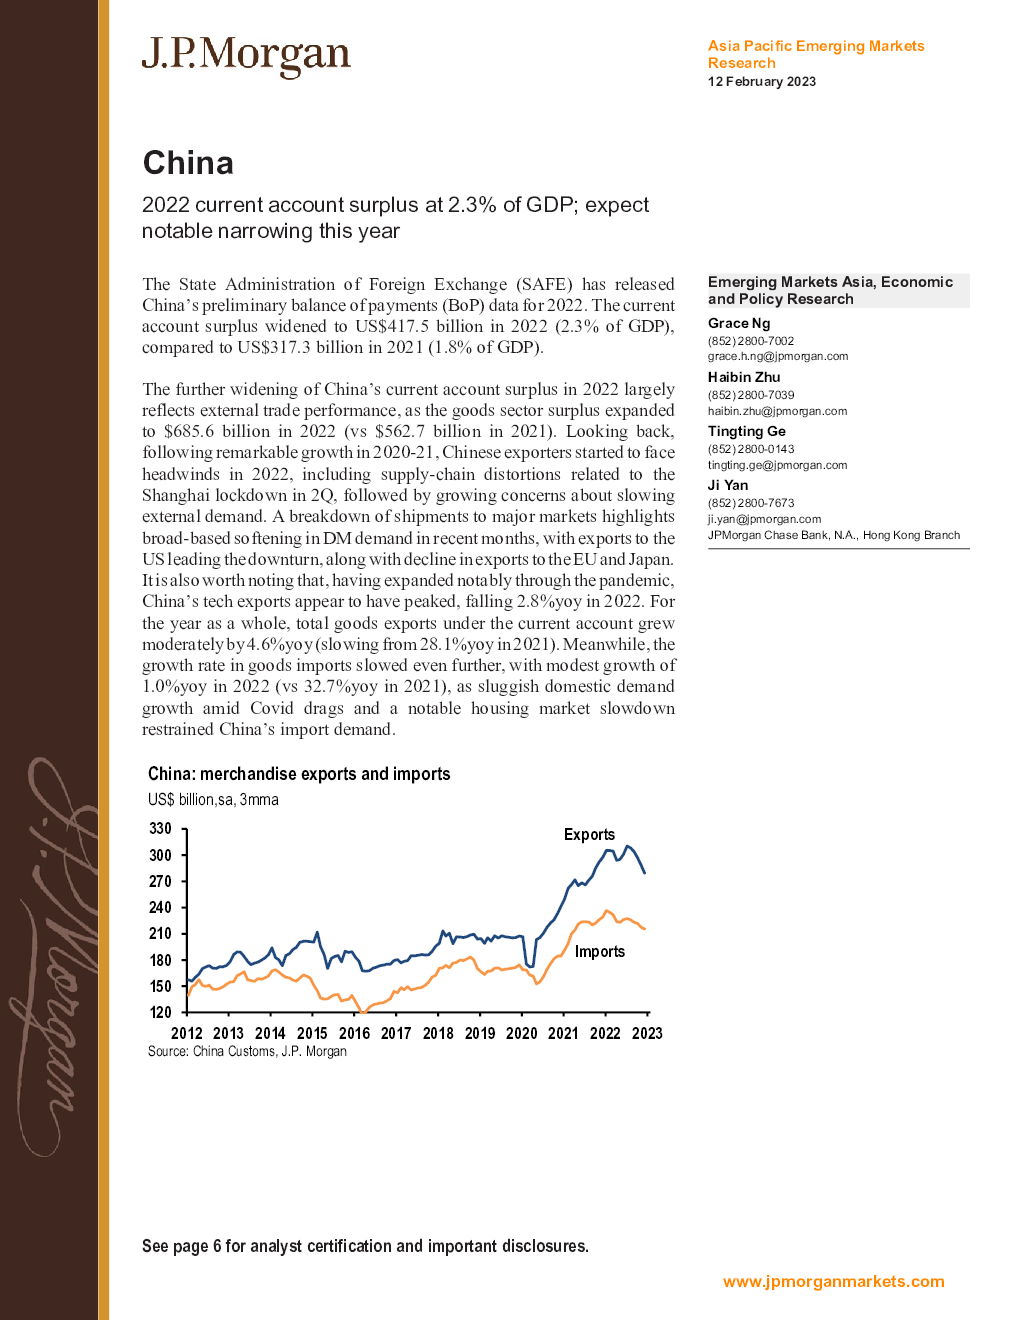 J.P.Morgan
Asia Pacific Emerging Markets
Research
12 February 2023
China
2022 current account surplus at 2.3% of GDP; expect
notable narrowing this year
The State Administration of Foreign Exchange (SAFE) has released
China's preliminary balance of payments (BoP) data for 2022. The current
account surplus widened to US$417.5 billion in 2022 (2.3% of GDP),
compared to US$317.3 billion in 2021 (1.8% of GDP).
The further widening of China's current account surplus in 2022 largely
reflects external trade performance, as the goods sector surplus expanded
to $685.6 billion in 2022 (vs $562.7 billion in 2021). Looking back,
following remarkable growth in 2020-21, Chinese exporters started to face
headwinds in 2022, including supply-chain distortions related to the
Shanghai lockdown in 2Q, followed by growing concerns about slowing
external demand. A breakdown of shipments to major markets highlights
broad-based softening in DM demand in recent months, with exports to the
US leading the downturn, along with decline in exports to the EU and Japan.
It is also worth noting that, having expanded notably through the pandemic,
China's tech exports appear to have peaked, falling 2.8%yoy in 2022. For
the year as a whole, total goods exports under the current account grew
moderately by 4.6%yoy (slowing from 28.1%yoy in 2021). Meanwhile, the
growth rate in goods imports slowed even further, with modest growth of
1.0%yoy in 2022 (vs 32.7%yoy in 2021), as sluggish domestic demand
growth amid Covid drags and a notable housing market slowdown
restrained China's import demand.
Emerging Markets Asia, Economic
and Policy Research
Grace Ng
(852) 2800-7002
grace.h.ng@jpmorgan.com
Haibin Zhu
(852) 2800-7039
haibin.zhu@jpmorgan.com
Tingting Ge
(852) 2800-0143
tingting.ge@jpmorgan.com
Ji Yan
(852) 2800-7673
ji.yan@jpmorgan.com
JPMorgan Chase Bank, N.A., Hong Kong Branch
China: merchandise exports and imports
US$ billion,sa, 3mma
330
300
270
240
210
180
150
120
Exports
Imports
2012 2013 2014 2015 2016 2017 2018 2019 2020 2021 2022 2023
Source: China Customs, J.P. Morgan
J.P.Morgan
See page 6 for analyst certification and important disclosures.
www.jpmorganmarkets.com